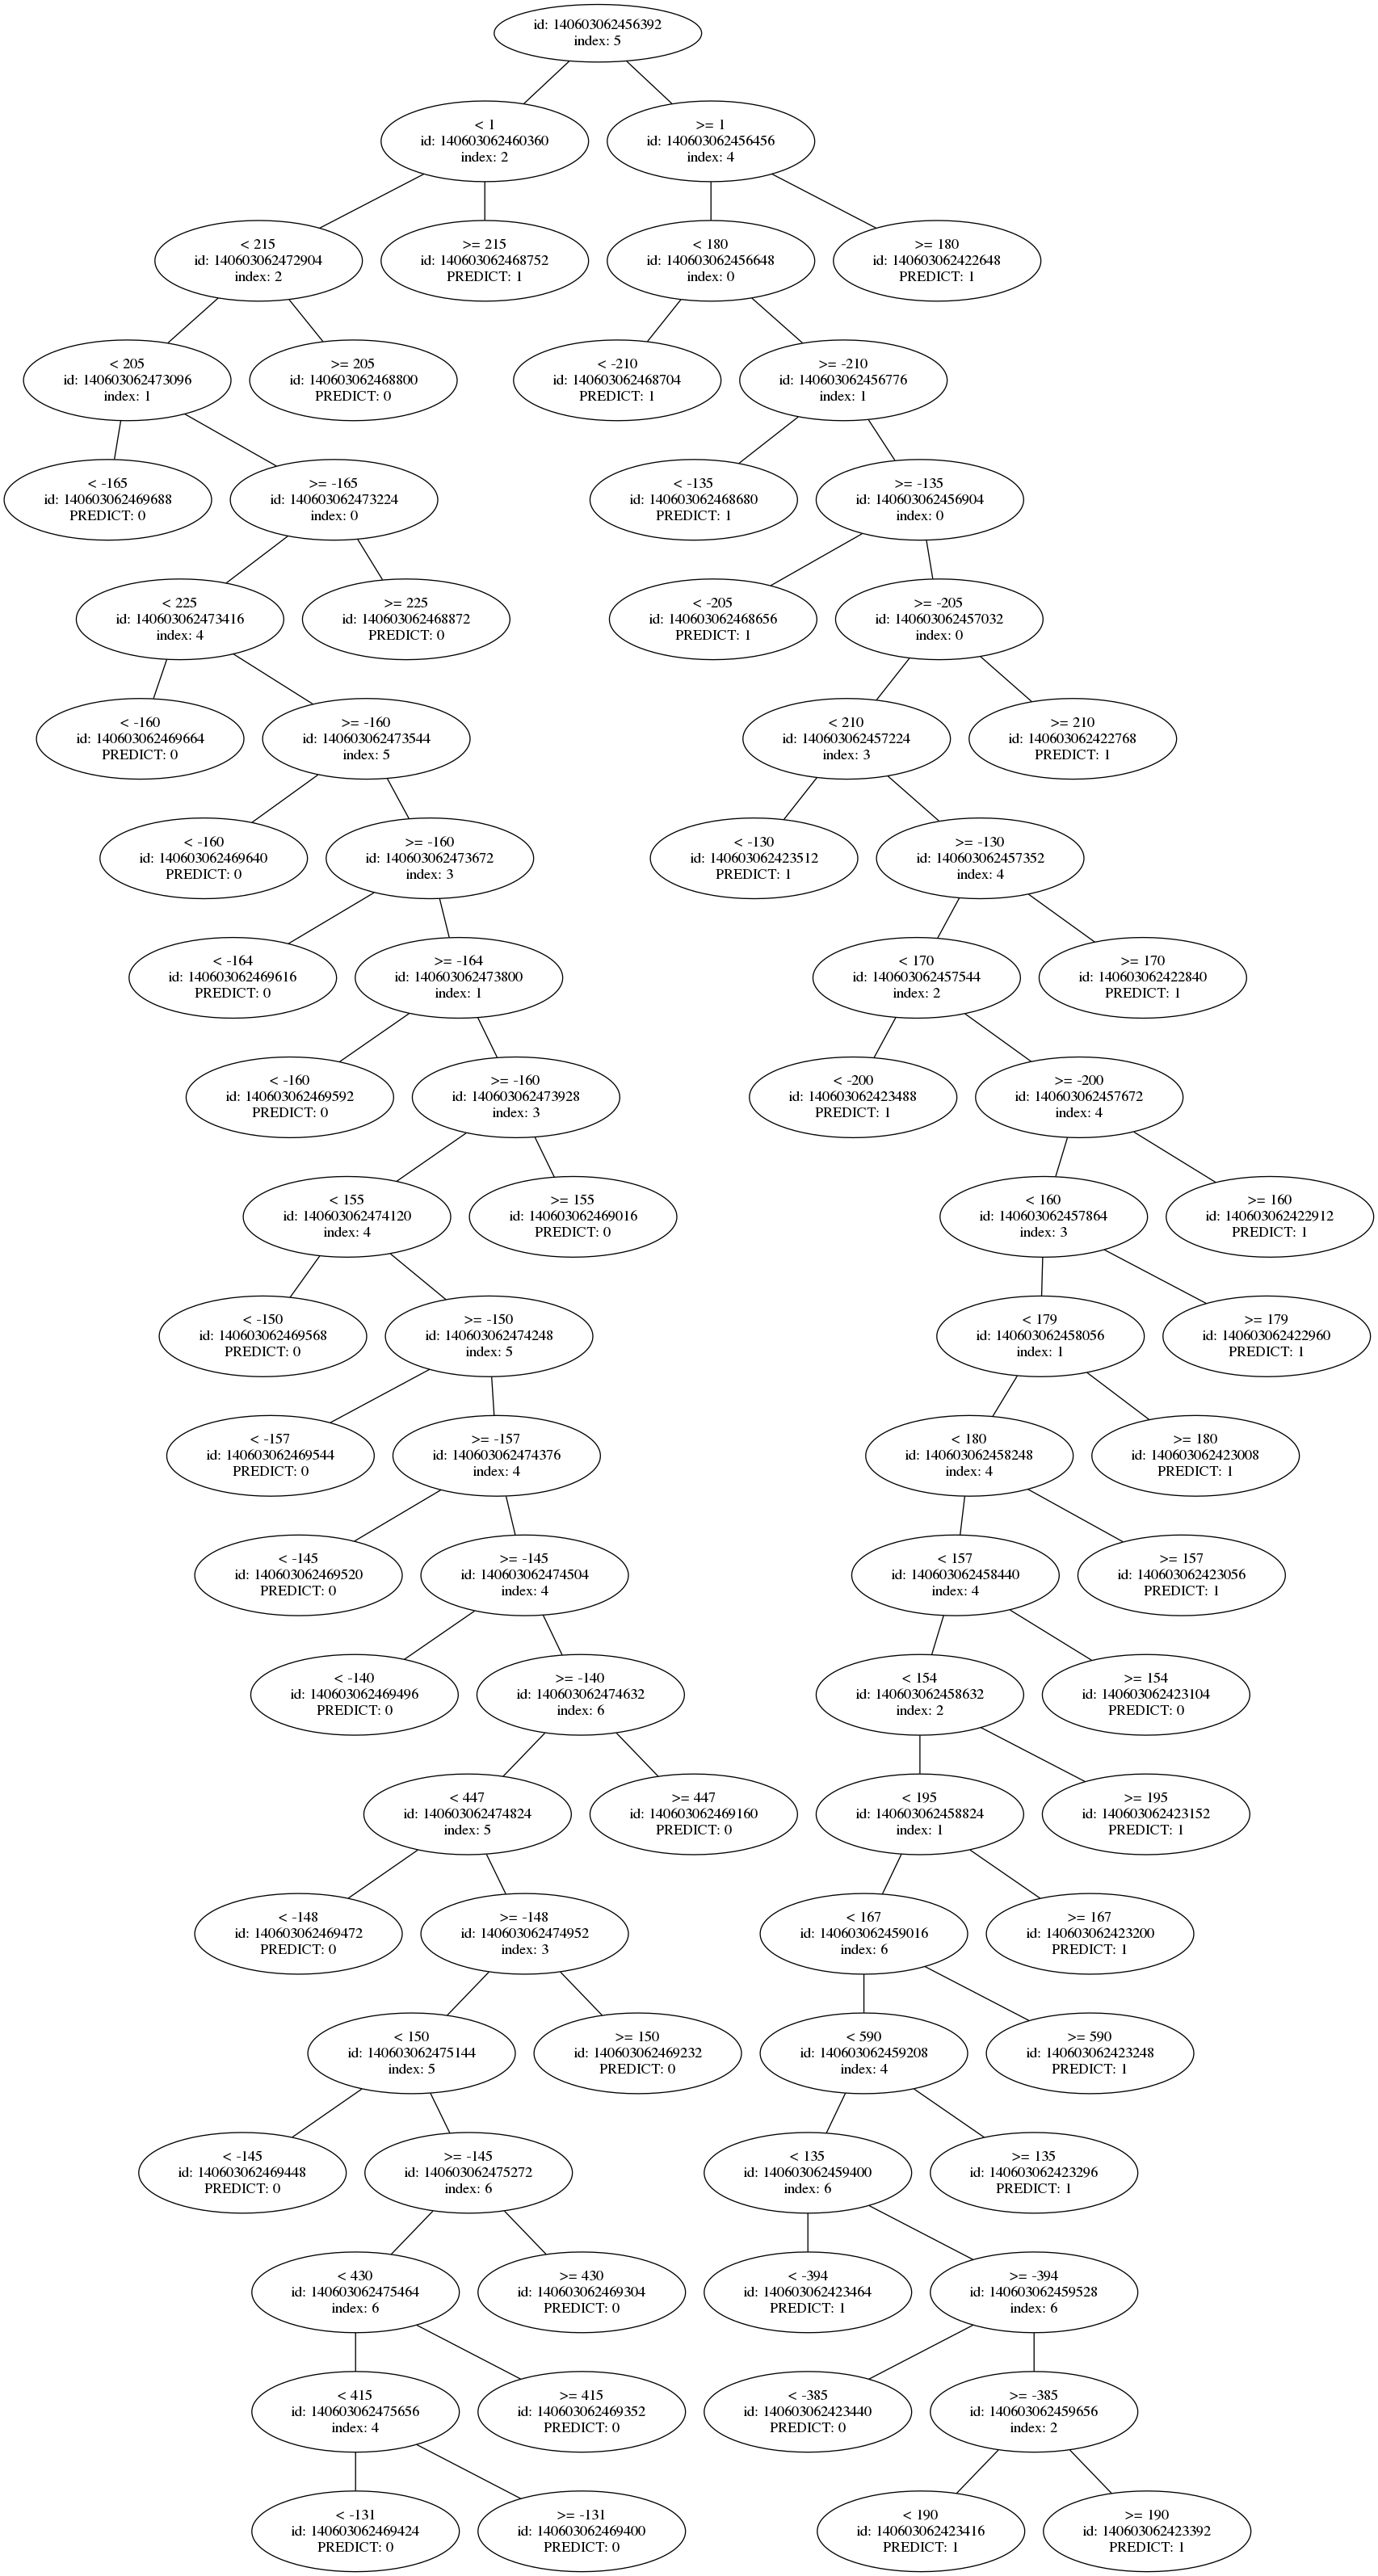 id: 140603062456392
index: 5
< 1
id: 140603062460360
index: 2
>= 1
id: 140603062456456
index: 4
< 215
id: 140603062472904
index: 2
>= 215
id: 140603062468752
PREDICT: 1
< 180
id: 140603062456648
index: 0
>= 180
id: 140603062422648
PREDICT: 1
< 205
id: 140603062473096
index: 1
>= 205
id: 140603062468800
PREDICT: 0
< -210
id: 140603062468704
PREDICT: 1
>= -210
id: 140603062456776
index: 1
< -165
id: 140603062469688
PREDICT: 0
>= -165
id: 140603062473224
index: 0
< -135
id: 140603062468680
PREDICT: 1
>= -135
id: 140603062456904
index: 0
< 225
id: 140603062473416
index: 4
>= 225
id: 140603062468872
PREDICT: 0
< -205
id: 140603062468656
PREDICT: 1
>= -205
id: 140603062457032
index: 0
< -160
id: 140603062469664
PREDICT: 0
>= -160
id: 140603062473544
index: 5
< 210
id: 140603062457224
index: 3
>= 210
id: 140603062422768
PREDICT: 1
< -160
id: 140603062469640
PREDICT: 0
>= -160
id: 140603062473672
index: 3
< -130
id: 140603062423512
PREDICT: 1
>= -130
id: 140603062457352
index: 4
< -164
id: 140603062469616
PREDICT: 0
>= -164
id: 140603062473800
index: 1
< 170
id: 140603062457544
index: 2
>= 170
id: 140603062422840
PREDICT: 1
< -160
id: 140603062469592
PREDICT: 0
>= -160
id: 140603062473928
index: 3
< -200
id: 140603062423488
PREDICT: 1
>= -200
id: 140603062457672
index: 4
< 155
id: 140603062474120
index: 4
>= 155
id: 140603062469016
PREDICT: 0
< 160
id: 140603062457864
index: 3
>= 160
id: 140603062422912
PREDICT: 1
< -150
id: 140603062469568
PREDICT: 0
>= -150
id: 140603062474248
index: 5
< 179
id: 140603062458056
index: 1
>= 179
id: 140603062422960
PREDICT: 1
< -157
id: 140603062469544
PREDICT: 0
>= -157
id: 140603062474376
index: 4
< 180
id: 140603062458248
index: 4
>= 180
id: 140603062423008
PREDICT: 1
< -145
id: 140603062469520
PREDICT: 0
>= -145
id: 140603062474504
index: 4
< 157
id: 140603062458440
index: 4
>= 157
id: 140603062423056
PREDICT: 1
< -140
id: 140603062469496
PREDICT: 0
>= -140
id: 140603062474632
index: 6
< 154
id: 140603062458632
index: 2
>= 154
id: 140603062423104
PREDICT: 0
< 447
id: 140603062474824
index: 5
>= 447
id: 140603062469160
PREDICT: 0
< 195
id: 140603062458824
index: 1
>= 195
id: 140603062423152
PREDICT: 1
< -148
id: 140603062469472
PREDICT: 0
>= -148
id: 140603062474952
index: 3
< 167
id: 140603062459016
index: 6
>= 167
id: 140603062423200
PREDICT: 1
< 150
id: 140603062475144
index: 5
>= 150
id: 140603062469232
PREDICT: 0
< 590
id: 140603062459208
index: 4
>= 590
id: 140603062423248
PREDICT: 1
< -145
id: 140603062469448
PREDICT: 0
>= -145
id: 140603062475272
index: 6
< 135
id: 140603062459400
index: 6
>= 135
id: 140603062423296
PREDICT: 1
< 430
id: 140603062475464
index: 6
>= 430
id: 140603062469304
PREDICT: 0
< -394
id: 140603062423464
PREDICT: 1
>= -394
id: 140603062459528
index: 6
< 415
id: 140603062475656
index: 4
>= 415
id: 140603062469352
PREDICT: 0
< -385
id: 140603062423440
PREDICT: 0
>= -385
id: 140603062459656
index: 2
< -131
id: 140603062469424
PREDICT: 0
>= -131
id: 140603062469400
PREDICT: 0
< 190
id: 140603062423416
PREDICT: 1
>= 190
id: 140603062423392
PREDICT: 1